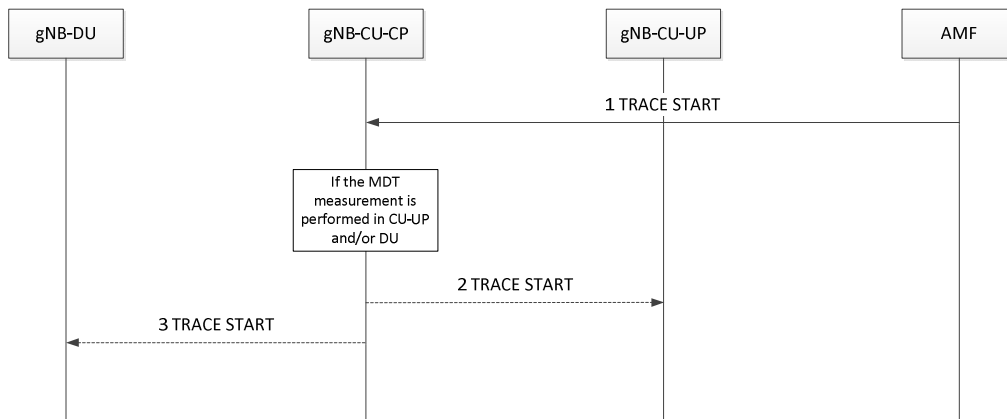 gNB-DU
gNB-CU-CP
gNB-CU-UP
AMF
1 TRACE START
If the MDT
measurement is
performed in CU-UP
and/or DU
2 TRACE START
3 TRACE START